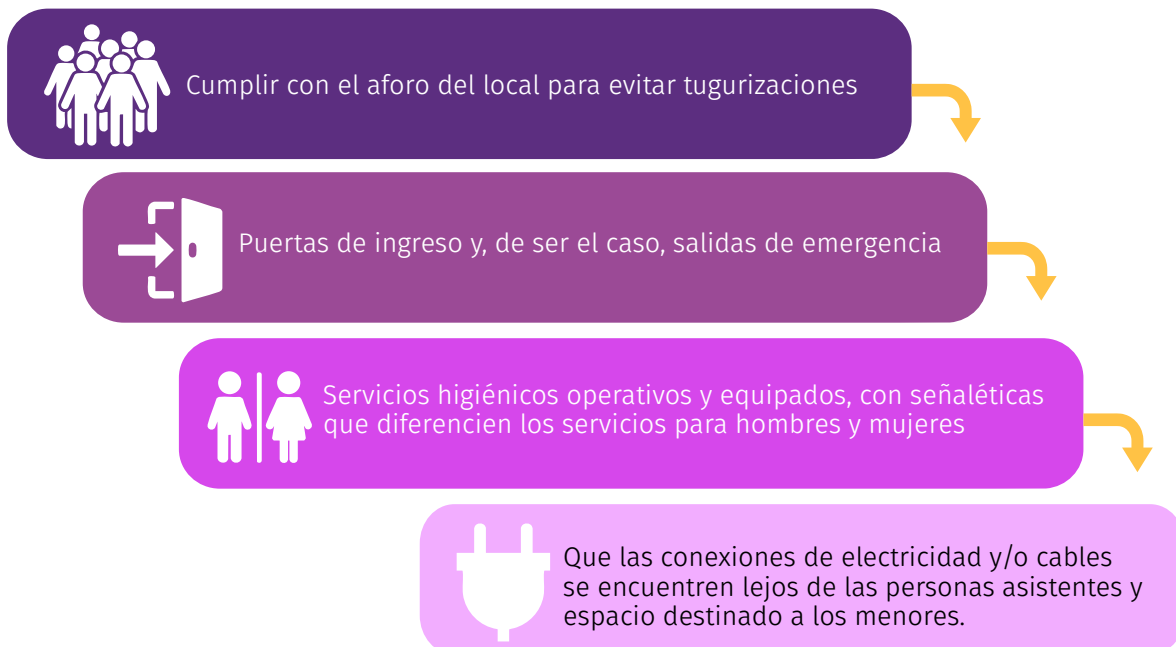 Cumplir con el aforo del local para evitar tugurizaciones
Puertas de ingreso y, de ser el caso, salidas de emergencia
Servicios higiénicos operativos y equipados, con señaléticas
que diferencien los servicios para hombres y mujeres
Que las conexiones de electricidad y/o cables
se encuentren lejos de las personas asistentes y
espacio destinado a los menores.